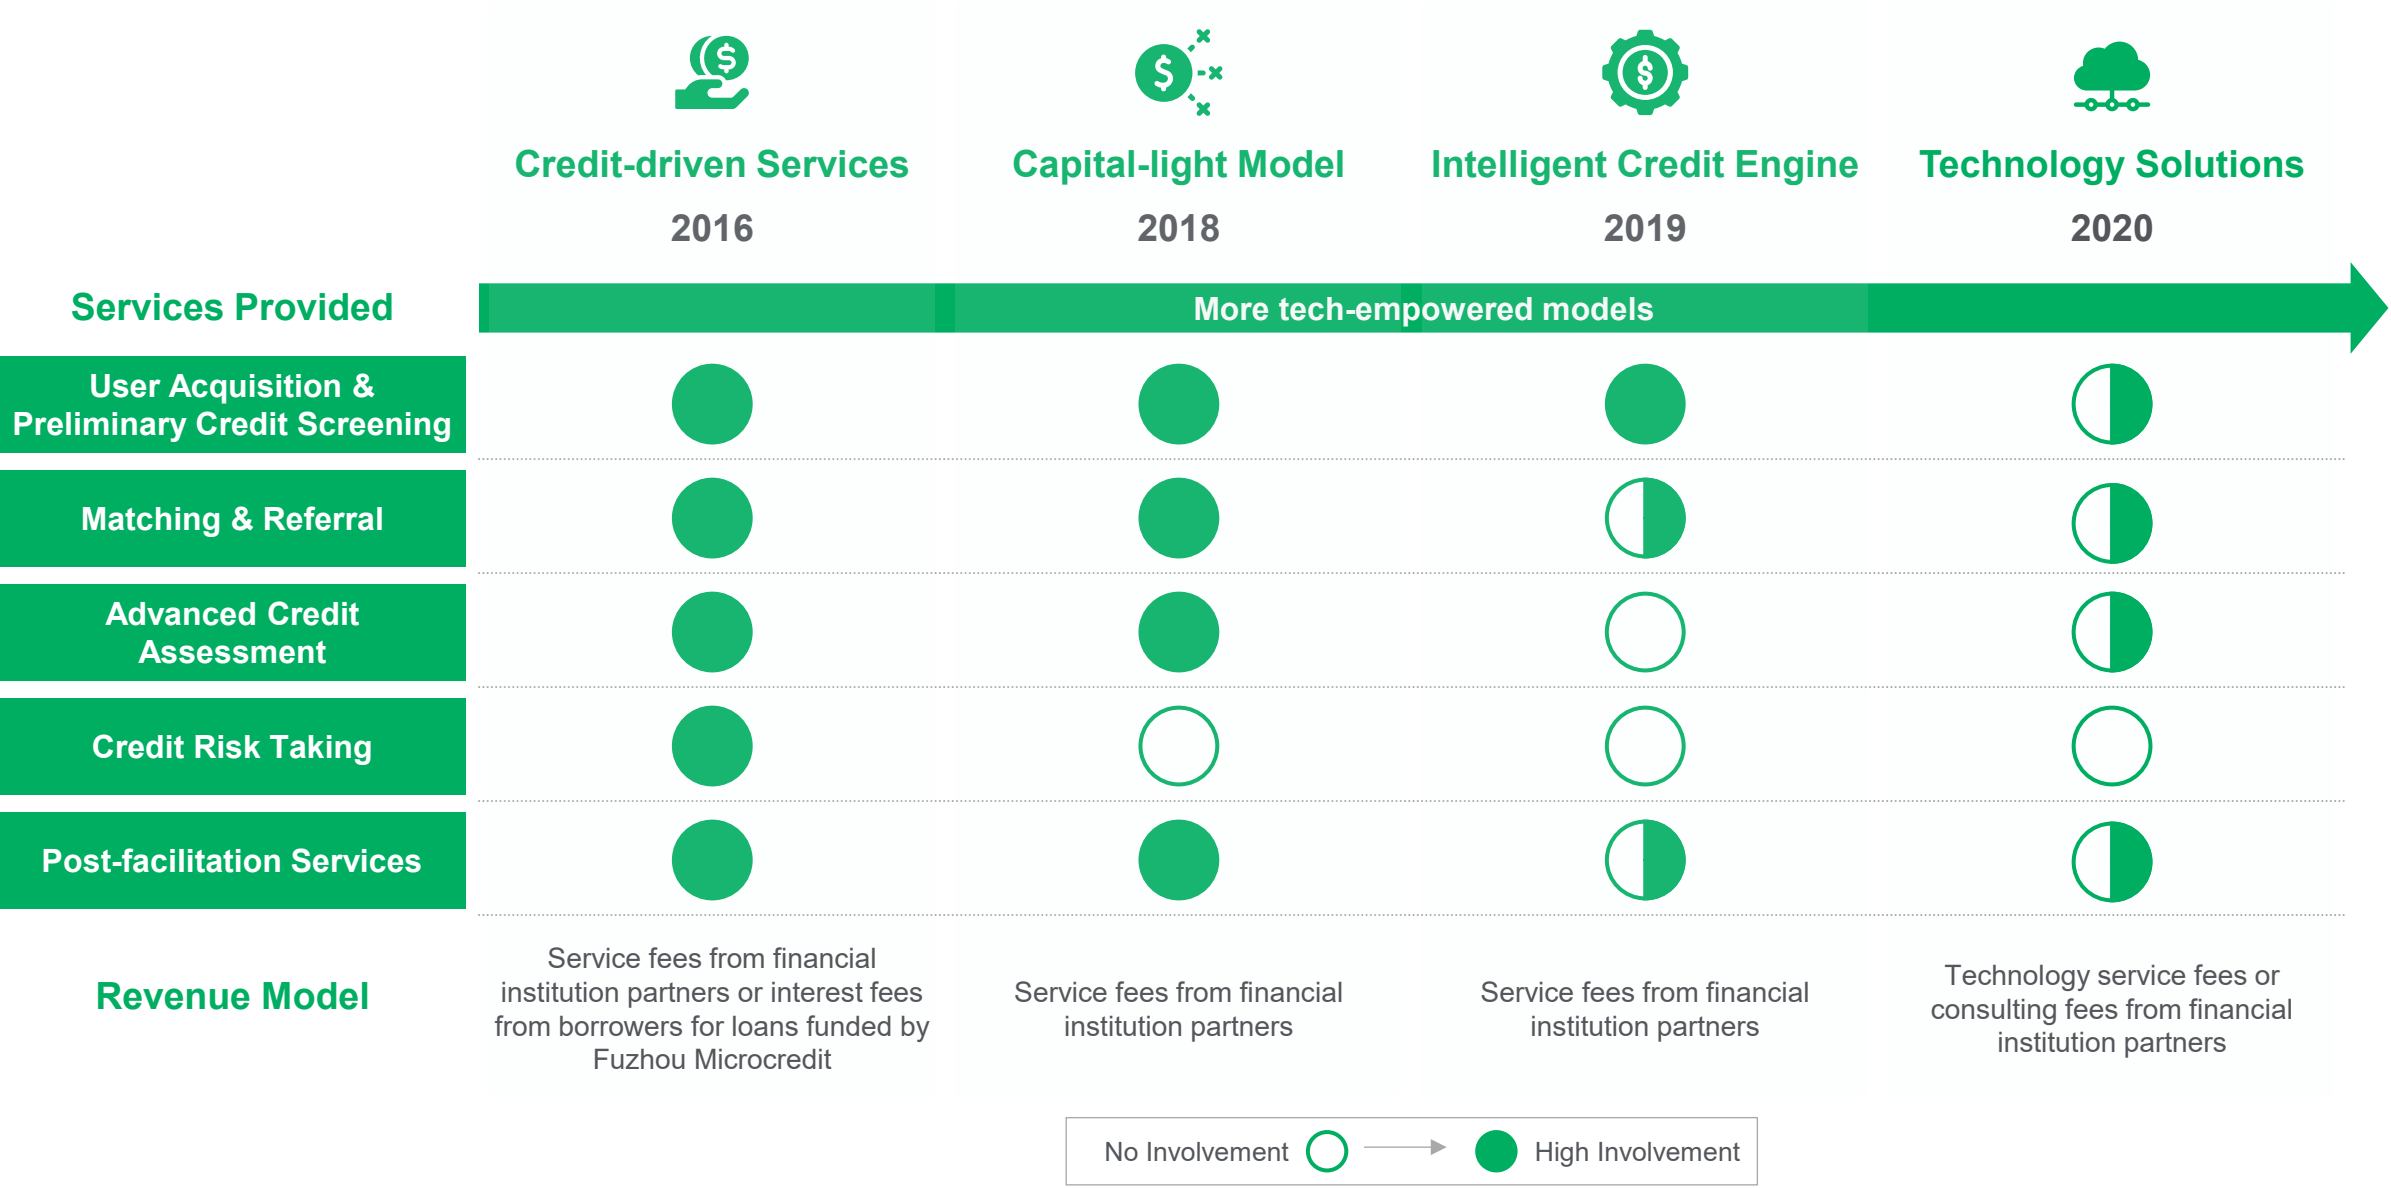 Credit-driven Services
2016
Capital-light Model
2018
Intelligent Credit Engine
2019
Technology Solutions
2020
Services Provided
More tech-empowered models
User Acquisition &
Preliminary Credit Screening
Matching & Referral
Advanced Credit
Assessment
Credit Risk Taking
Post-facilitation Services
Revenue Model
Service fees from financial
institution partners or interest fees
from borrowers for loans funded by
Fuzhou Microcredit
Service fees from financial
institution partners
Service fees from financial
institution partners
Technology service fees or
consulting fees from financial
institution partners
No Involvement
High Involvement